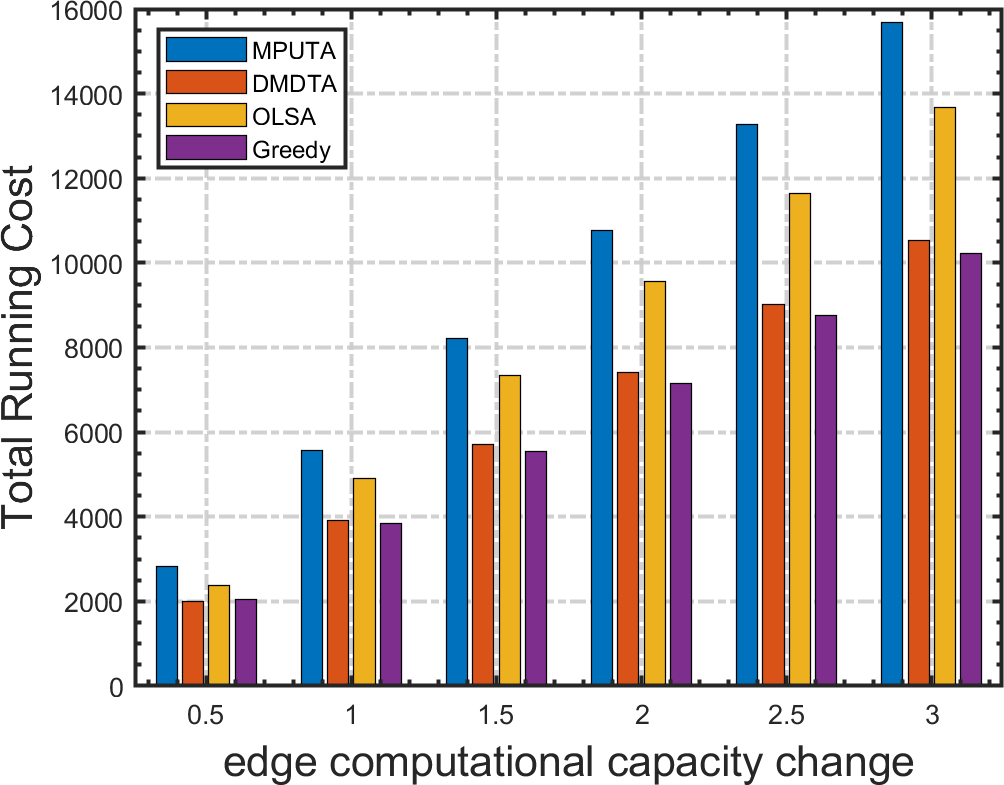 16000
14000
12000
10000
8000
6000
4000
2000
0
Total Running Cost
MPUTA
DMDTA
OLSA
Greedy
0.5 1 1.5 2 2.5 3
edge computational capacity change